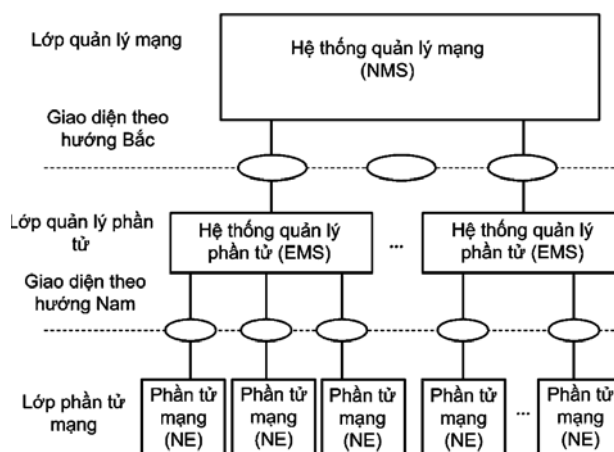 Lớp quản lý mạng
Hệ thống quản lý mạng
(NMS)
Giao diện theo
hướng Bắc
Lớp quản lý phần
tử
Hệ thống quản lý
phần tử (EMS)
...
Hệ thống quản lý
phần tử (EMS)
Giao diện theo
hướng Nam
Lớp phần tử
mạng
Phần tử
mạng
(NE)
Phần tử
mạng
(NE)
Phần tử
mạng
(NE)
Phần tử
mạng
(NE)
...
Phần tử
mạng
(NE)